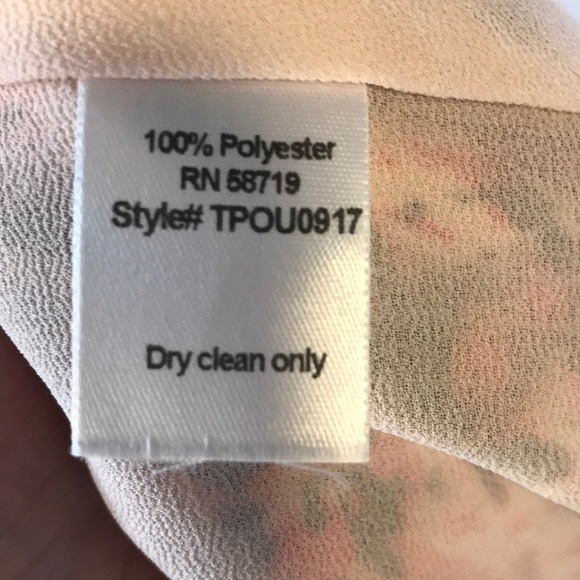 100% Polyester
RN 58719
Style# TPOU0917
Dry clean only